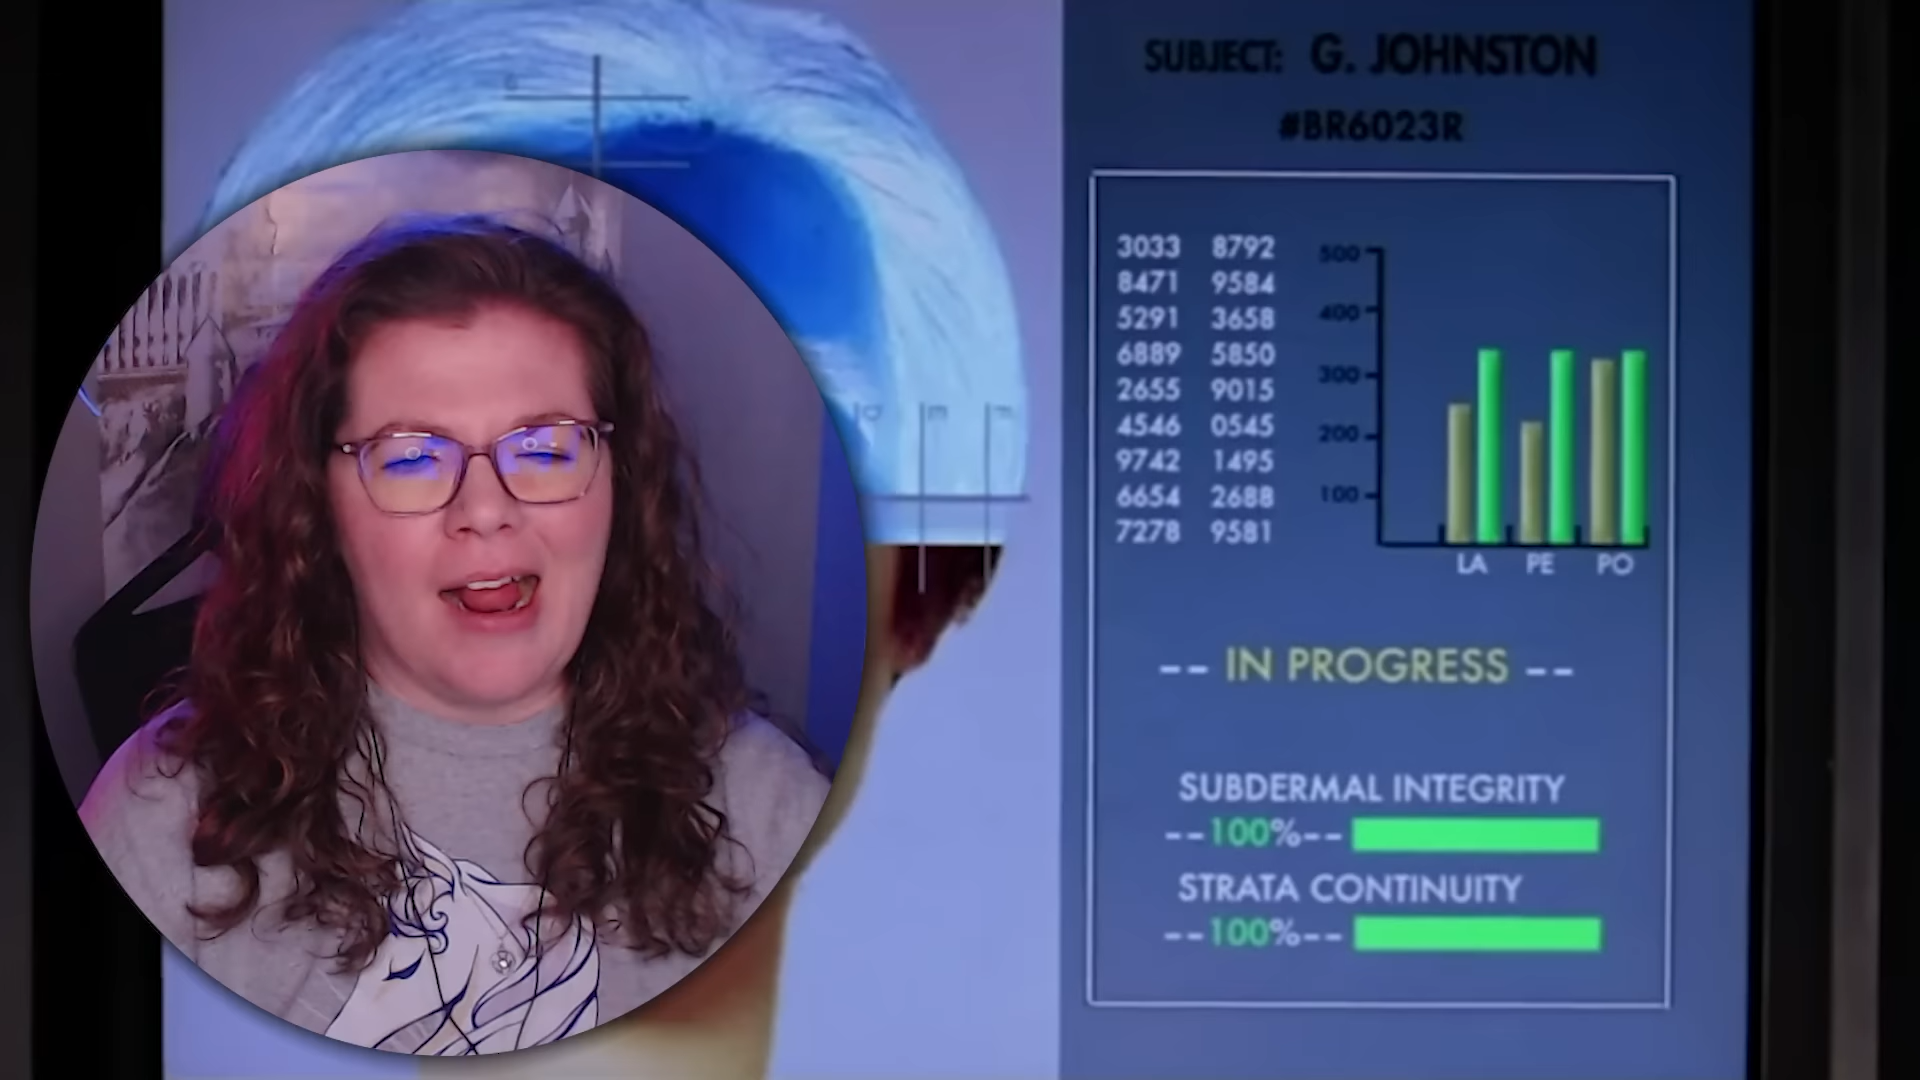 SUBJECT: G. JOHNSTON
#BR6023R
3033 8792
8471 9584
5291 3658
6889 5850
2655 9015
4546 0545
9742 1495
6654 2688
7278 9581
500
400
300
200
100
LA PE PO
-- IN PROGRESS --
SUBDERMAL INTEGRITY
--100%--
STRATA CONTINUITY
--100%--